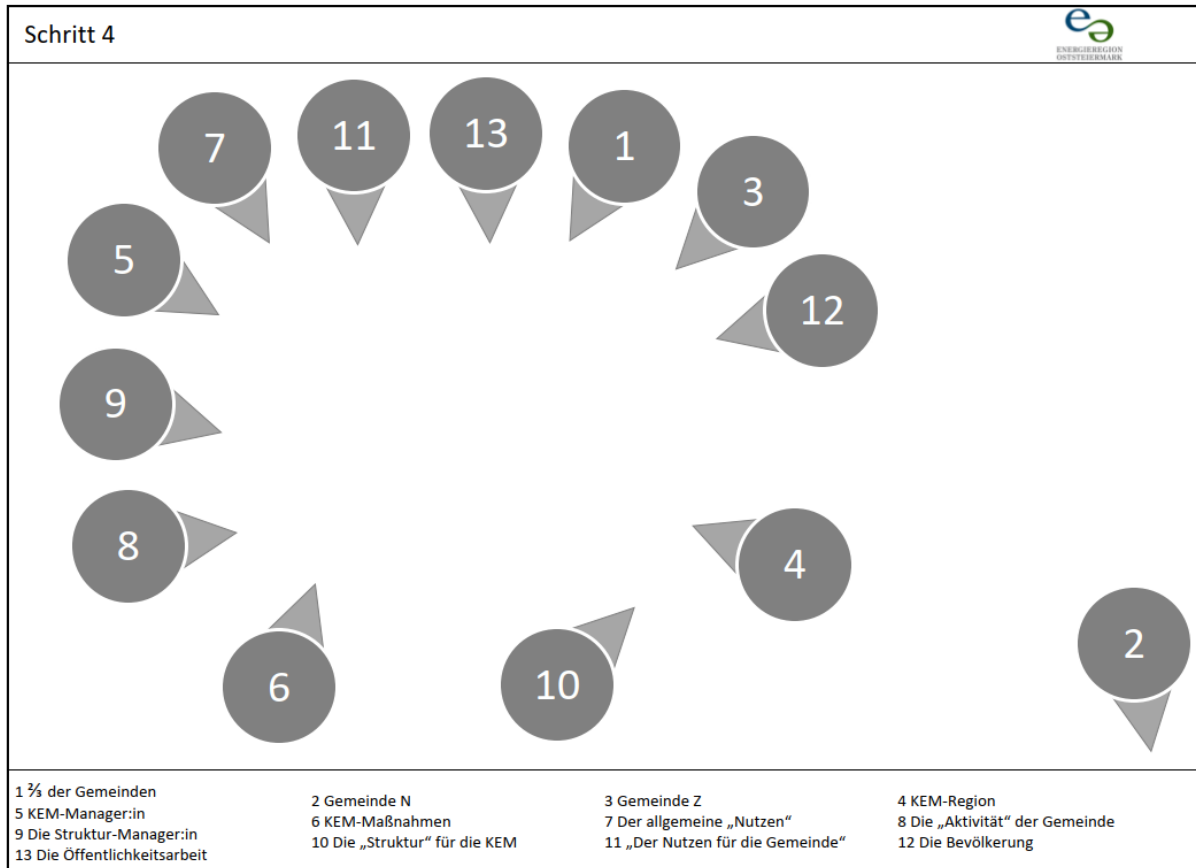 Schritt 4
ENERGIEREGION
OSTSTEIERMARK
7
11
13
1
3
5
12
9
8
4
2
6
10
1 ⅔ der Gemeinden
2 Gemeinde N
3 Gemeinde Z
4 KEM-Region
5 KEM-Manager:in
6 KEM-Maßnahmen
7 Der allgemeine „Nutzen“
8 Die „Aktivität“ der Gemeinde
9 Die Struktur-Manager:in
10 Die „Struktur“ für die KEM
11 „Der Nutzen für die Gemeinde“
12 Die Bevölkerung
13 Die Öffentlichkeitsarbeit